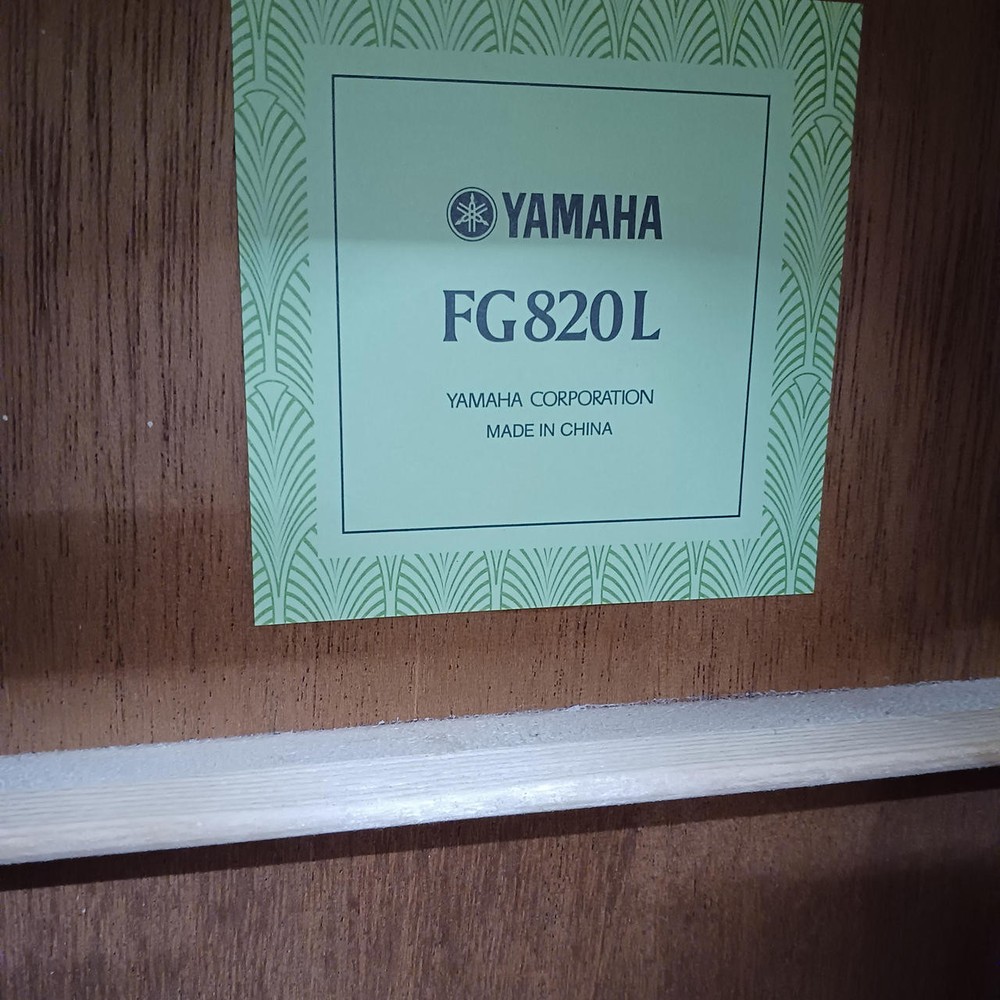 YAMAHA
FG820L
YAMAHA CORPORATION
MADE IN CHINA